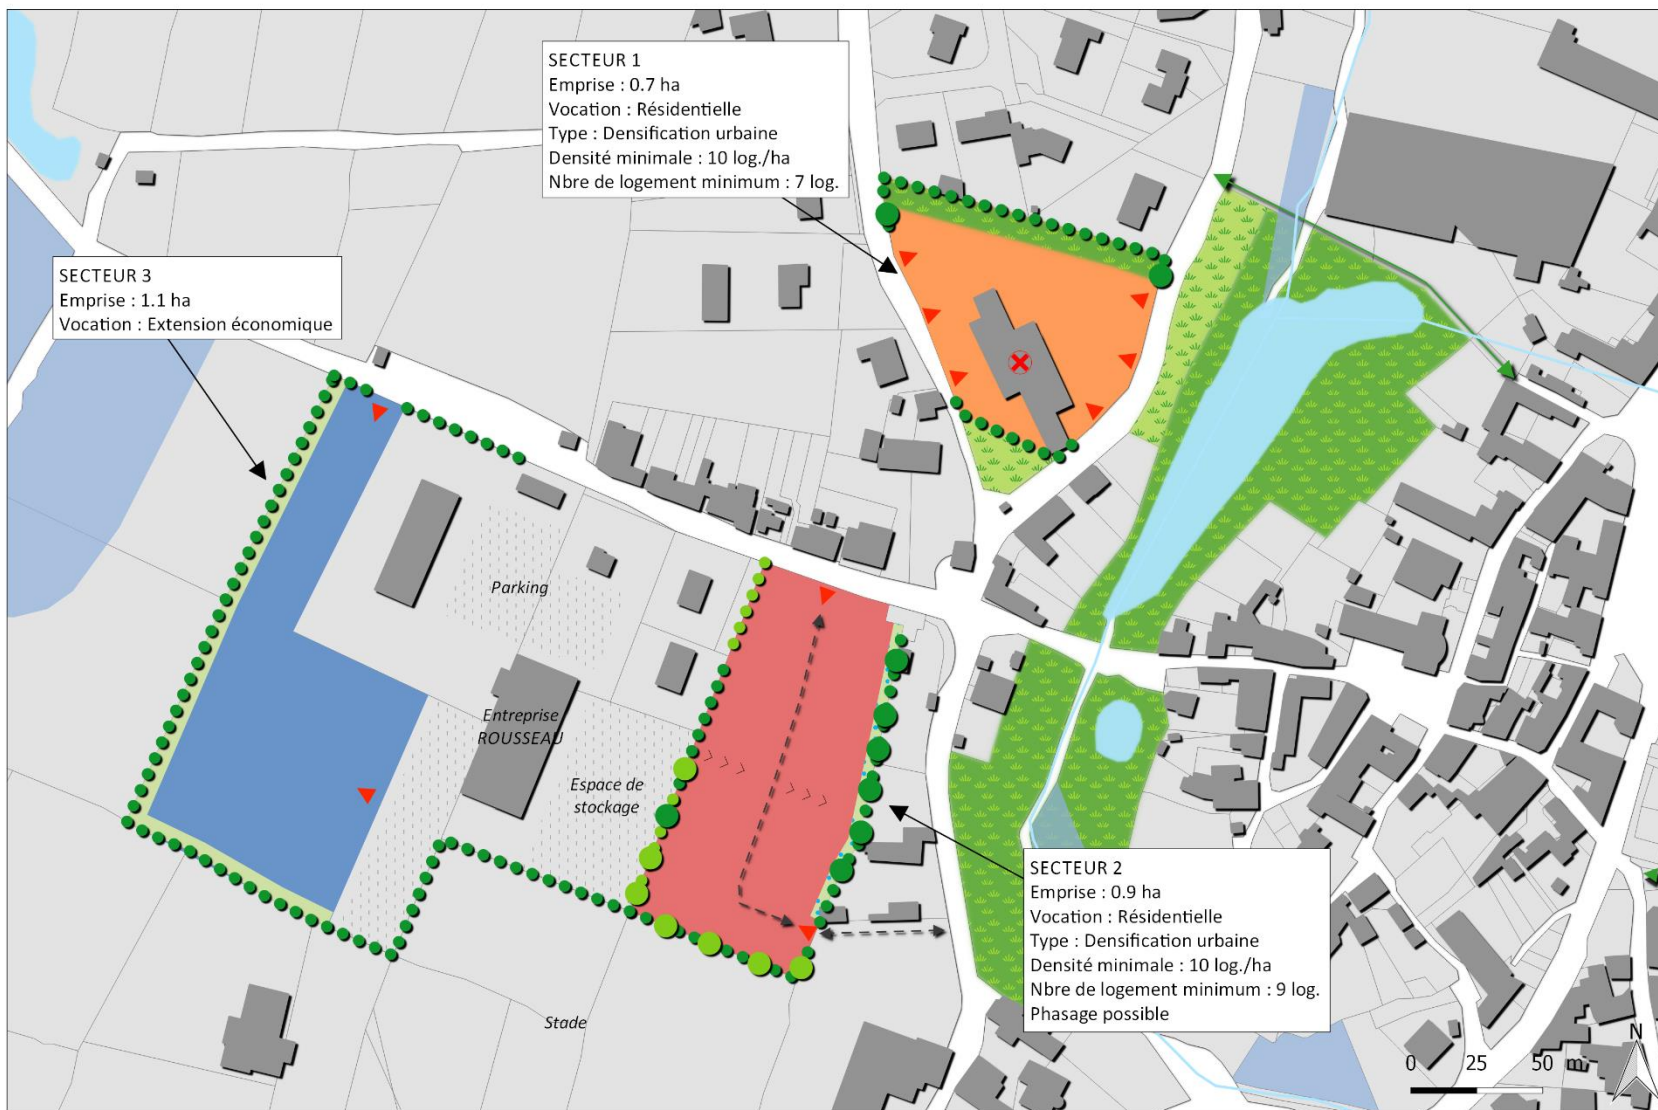 SECTEUR 1
Emprise : 0.7 ha
Vocation : Résidentielle
Type : Densification urbaine
Densité minimale : 10 log./ha
Nbre de logement minimum : 7 log.
SECTEUR 3
Emprise : 1.1 ha
Vocation : Extension économique
Parking
Entreprise
ROUSSEAU
Espace de
stockage
SECTEUR 2
Emprise : 0.9 ha
Vocation : Résidentielle
Type : Densification urbaine
Densité minimale : 10 log./ha
Nbre de logement minimum : 9 log.
Phasage possible
Stade
N
0 25 50 m